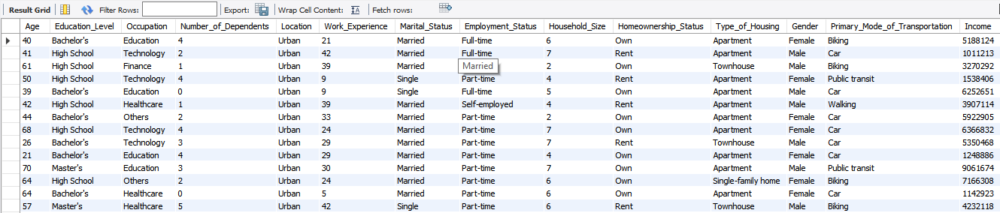 Result Grid Filter Rows: Export: Wrap Cell Content: IA Fetch rows:
Age Education_Level Occupation Number_of_Dependents Location Work_Experience Marital_Status Employment_Status Household_Size Homeownership_Status Type_of_Housing Gender Primary_Mode_of_Transportation Income
40 Bachelor's Education 4 Urban 21 Married Full-time 6 Own Apartment Female Biking 5188124
41 High School Technology 2 Urban 42 Married Full-time 7 Rent Apartment Male Car 1011213
61 High School Finance 1 Urban 39 Married Married 2 Own Townhouse Male Biking 3270292
50 High School Technology 4 Urban 9 Single Part-time 4 Rent Apartment Female Public transit 1538406
39 Bachelor's Education 0 Urban 9 Single Full-time 5 Own Apartment Male Car 6252651
42 High School Healthcare 1 Urban 39 Married Self-employed 4 Rent Apartment Male Walking 3907114
44 Bachelor's Others 2 Urban 33 Married Part-time 2 Own Apartment Female Car 5922905
68 High School Technology 4 Urban 24 Married Part-time 7 Own Apartment Female Car 6366832
26 Bachelor's Technology 3 Urban 29 Married Part-time 7 Rent Townhouse Male Car 5350468
21 Bachelor's Education 4 Urban 29 Married Part-time 4 Own Apartment Female Car 1248886
70 Master's Education 3 Urban 30 Married Part-time 7 Own Apartment Male Public transit 9061674
64 High School Others 2 Urban 24 Married Part-time 6 Own Single-family home Female Biking 7166308
64 Bachelor's Healthcare 0 Urban 5 Married Part-time 6 Own Apartment Female Car 1142923
57 Master's Healthcare 5 Urban 42 Single Part-time 6 Rent Townhouse Male Biking 4232118